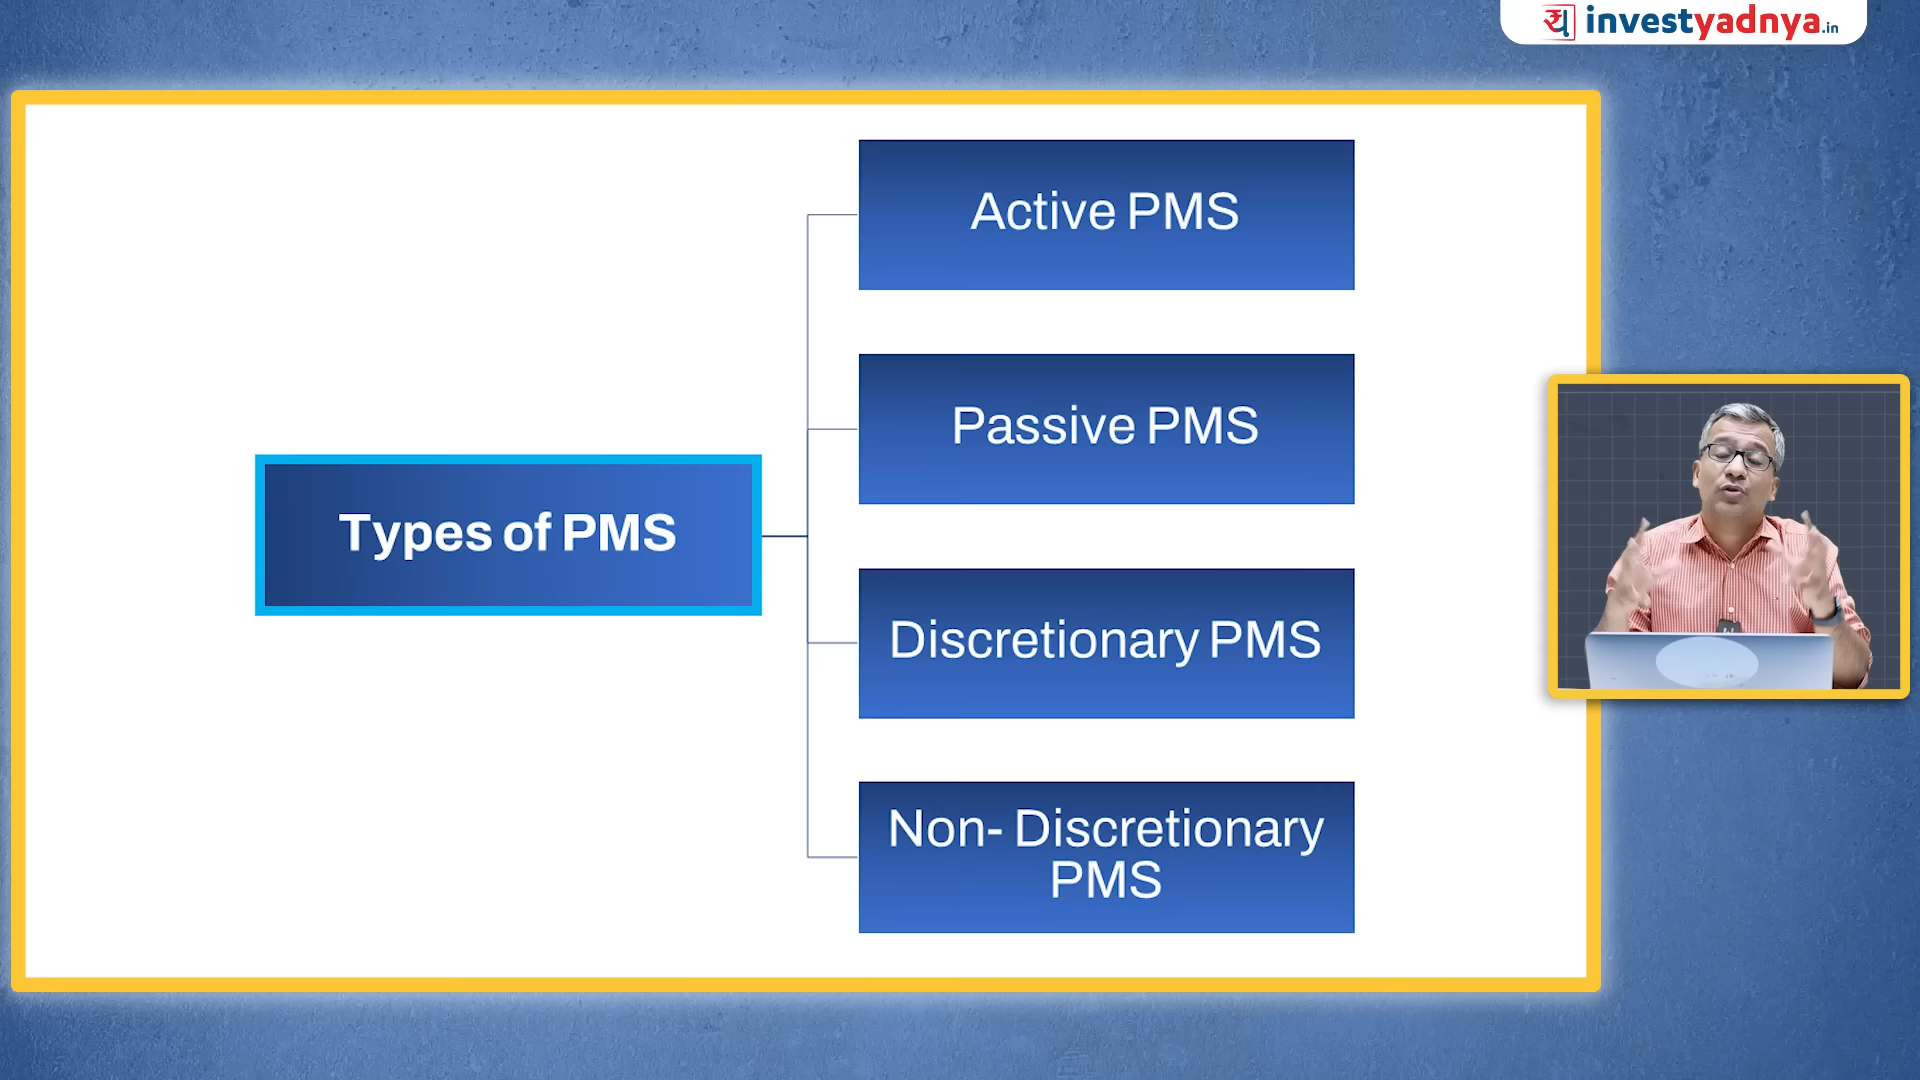 य investyadnya.in
Active PMS
Passive PMS
Types of PMS
Discretionary PMS
Non- Discretionary
PMS